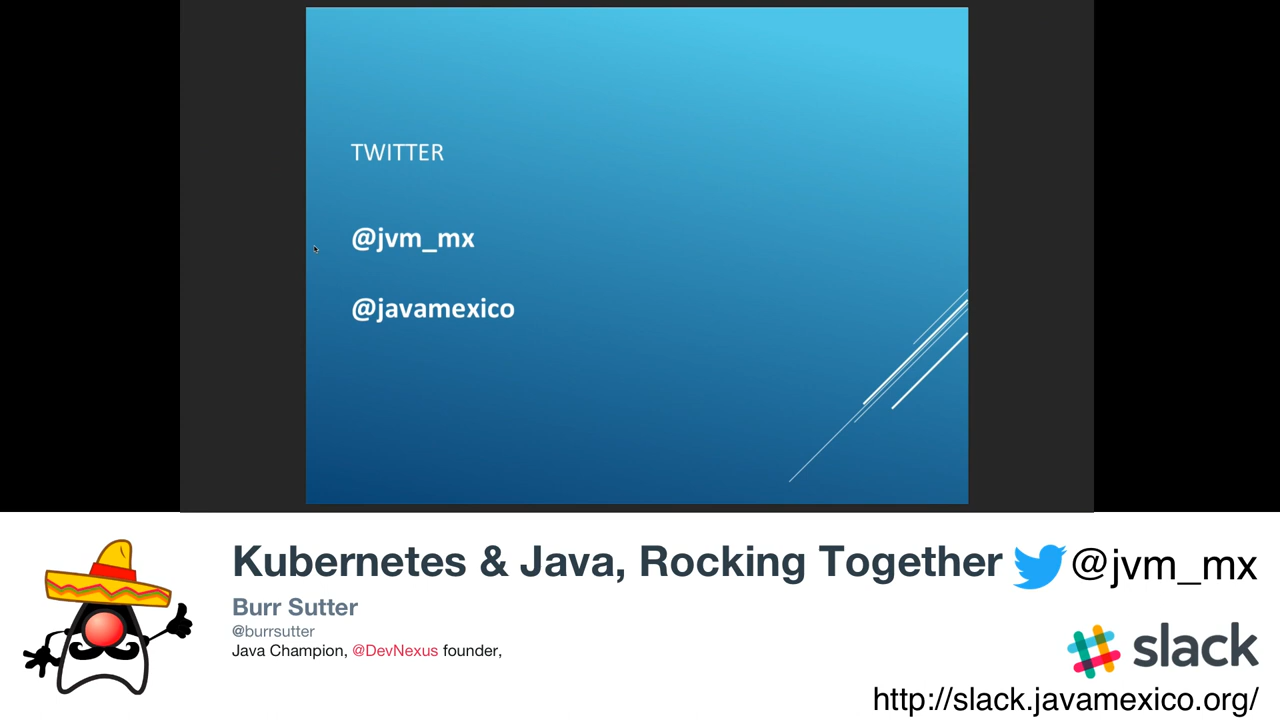 TWITTER
@jvm_mx
@javamexico
Kubernetes & Java, Rocking Together
@jvm_mx
Burr Sutter
@burrsutter
Java Champion, @DevNexus founder,
slack
http://slack.javamexico.org/